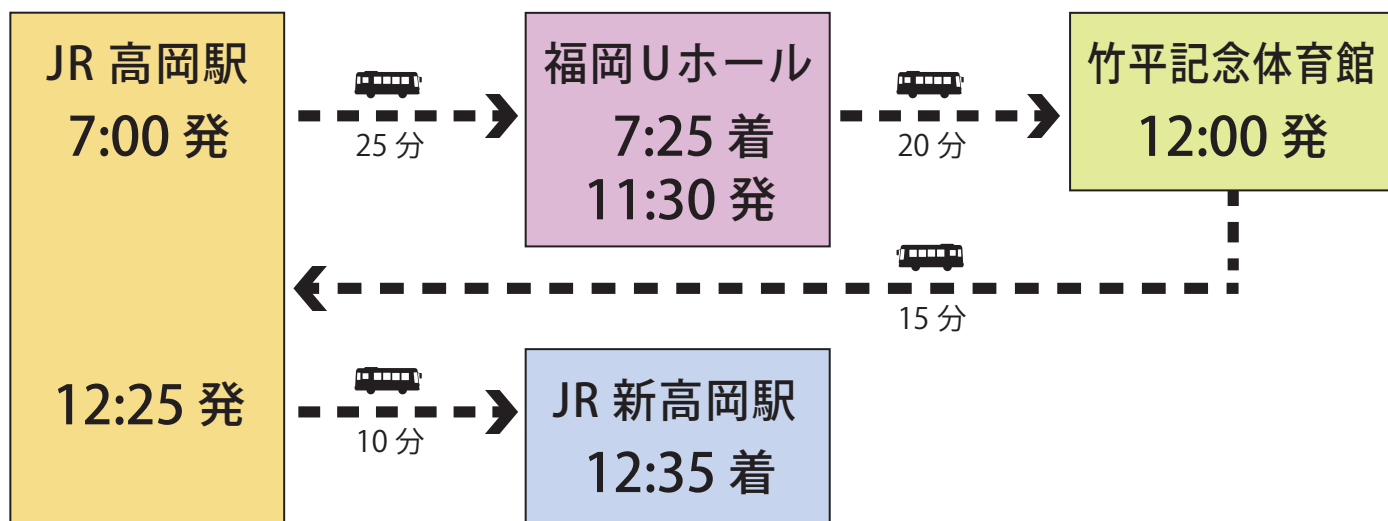 JR 高岡駅
7:00 発
25 分
福岡Uホール
7:25 着
11:30 発
20 分
竹平記念体育館
12:00 発
15 分
12:25 発
10 分
JR 新高岡駅
12:35 着